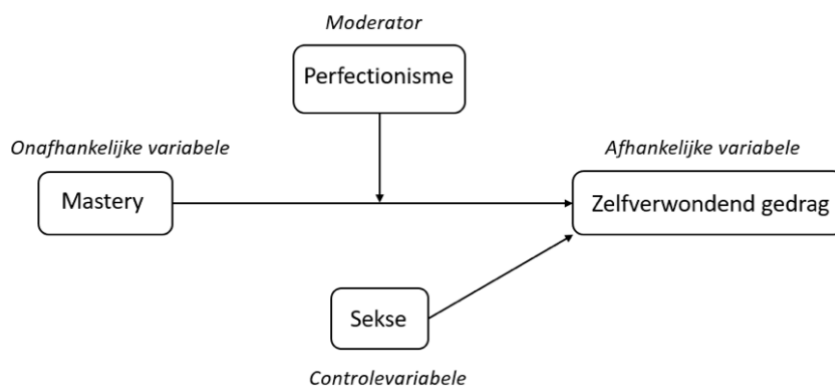 Moderator
Perfectionisme
Onafhankelijke variabele
Afhankelijke variabele
Mastery
Zelfverwondend gedrag
Sekse
Controlevariabele